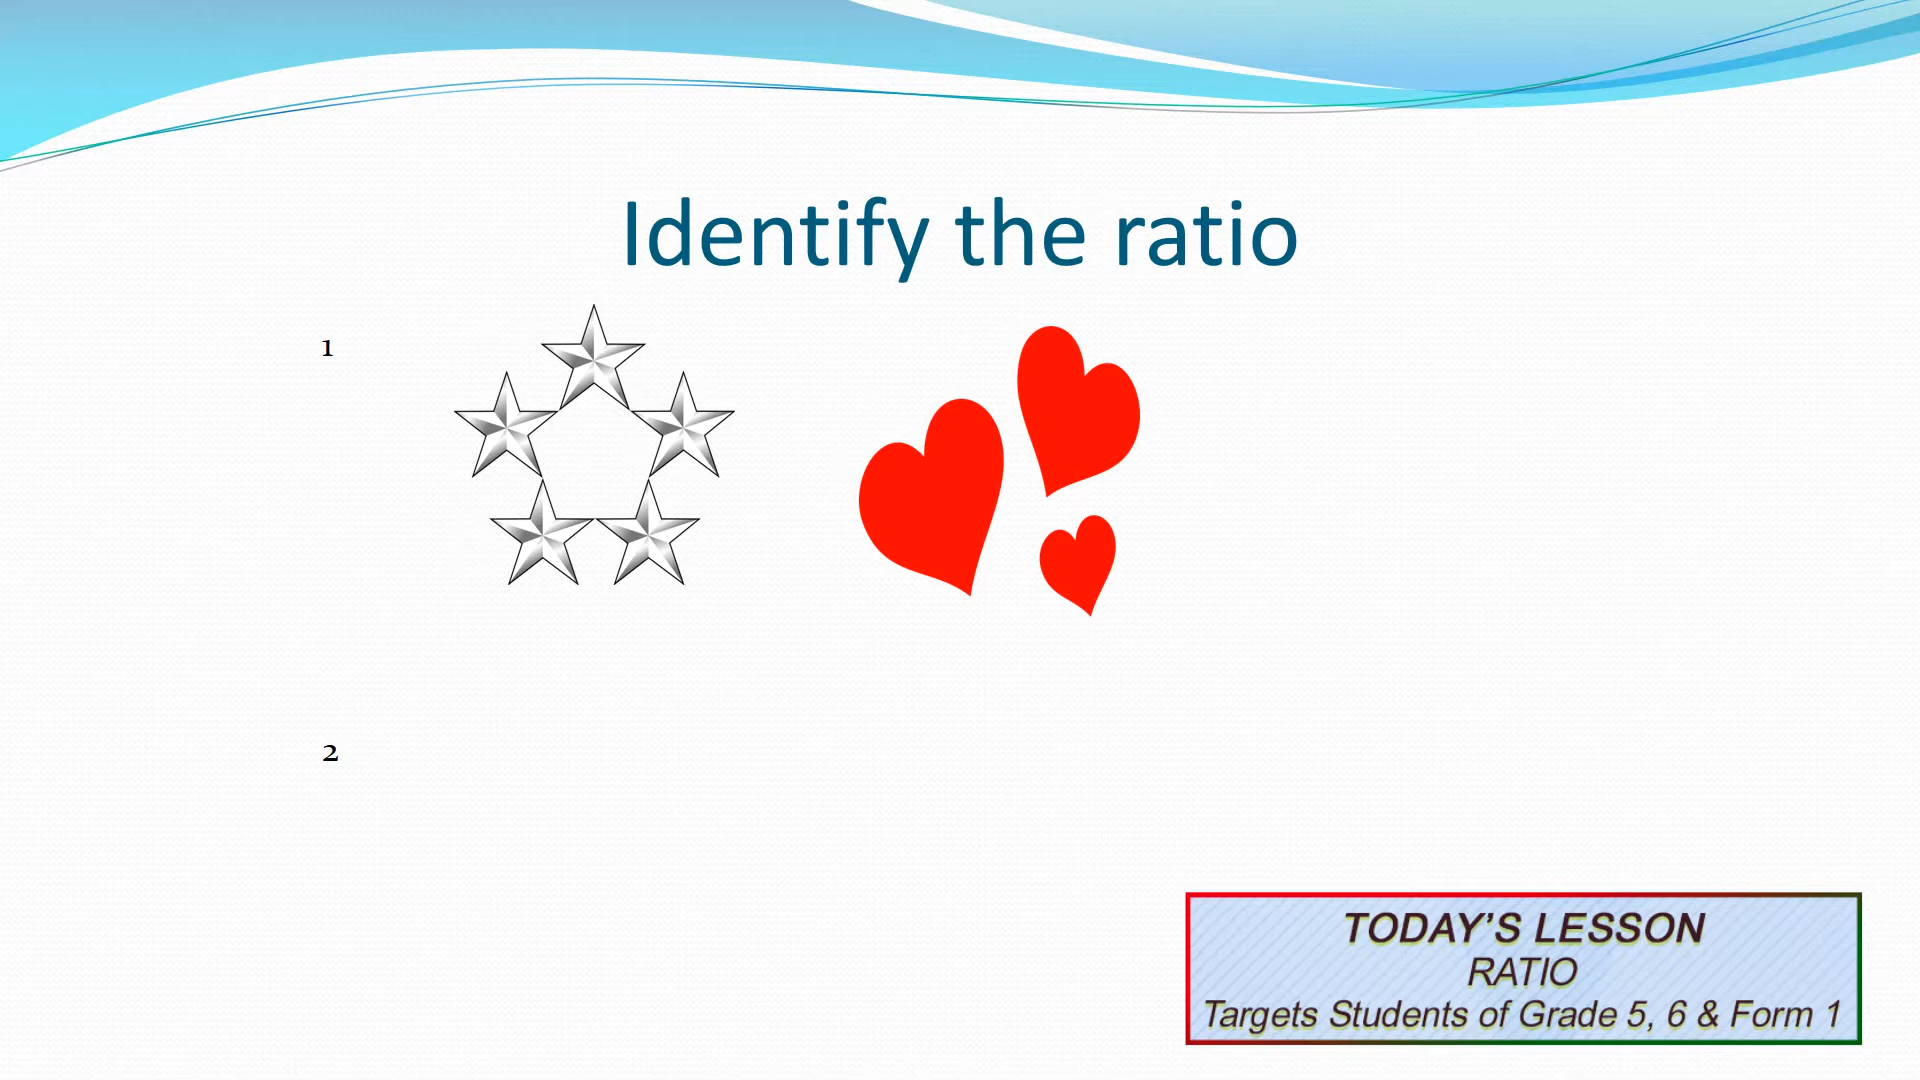 Identify the ratio
1
2
TODAY’S LESSON
RATIO
Targets Students of Grade 5, 6 & Form 1